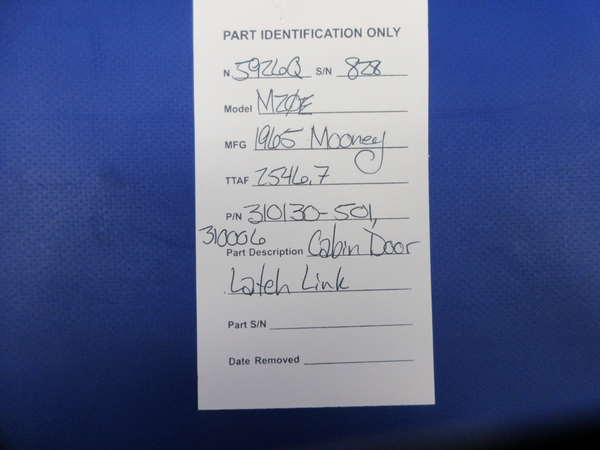 PART IDENTIFICATION ONLY
N 5926Q S/N 828
Model M20E
MFG 1965 Mooney
TTAF 2546.7
P/N 310130-501,
310006
Part Description Cabin Door
Latch Link
Part S/N
Date Removed